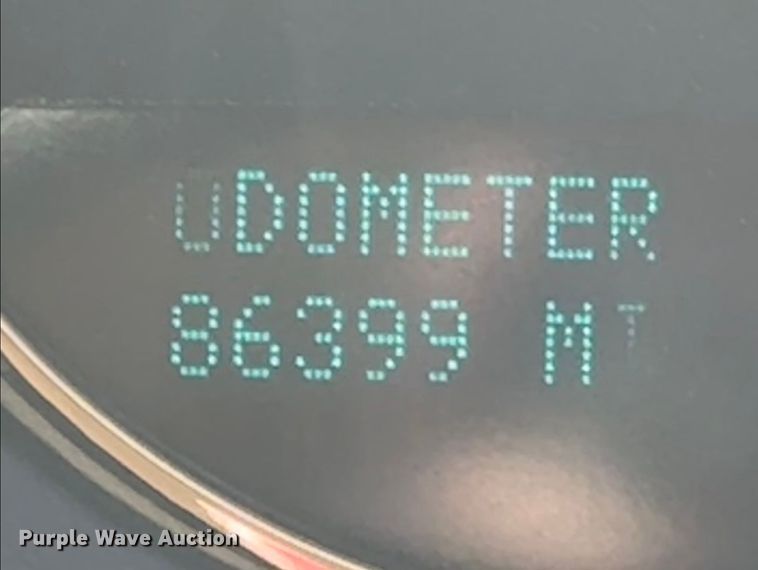 ODOMETER
86399 MI
Purple Wave Auction